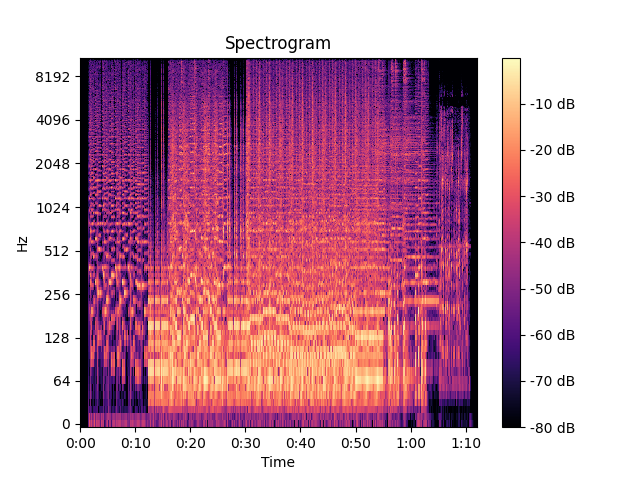 Spectrogram
Hz
8192
4096
2048
1024
512
256
128
64
0
0:00 0:10 0:20 0:30 0:40 0:50 1:00 1:10
Time
-10 dB
-20 dB
-30 dB
-40 dB
-50 dB
-60 dB
-70 dB
-80 dB